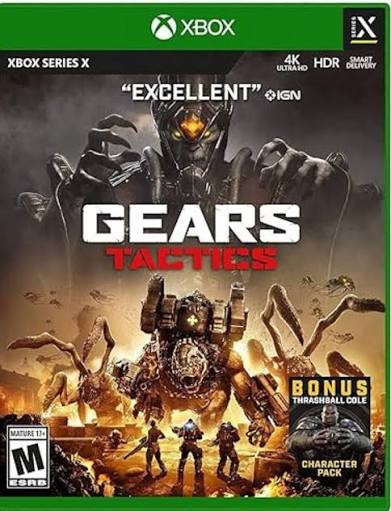 XBOX
SERIES X
XBOX SERIES X
4K ULTRA HD
HDR
SMART DELIVERY
"EXCELLENT" IGN
GEARS
TACTICS
BONUS
THRASHBALL COLE
CHARACTER
PACK
MATURE 17+
M
ESRB